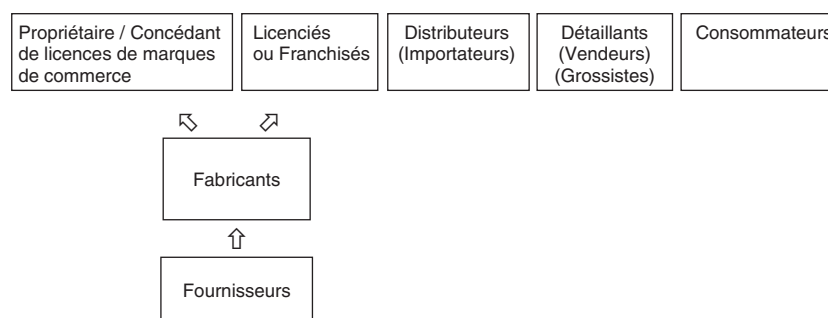 Propriétaire / Concédant
de licences de marques
de commerce
Licenciés
ou Franchisés
Distributeurs
(Importateurs)
Détaillants
(Vendeurs)
(Grossistes)
Consommateurs
Fabricants
Fournisseurs